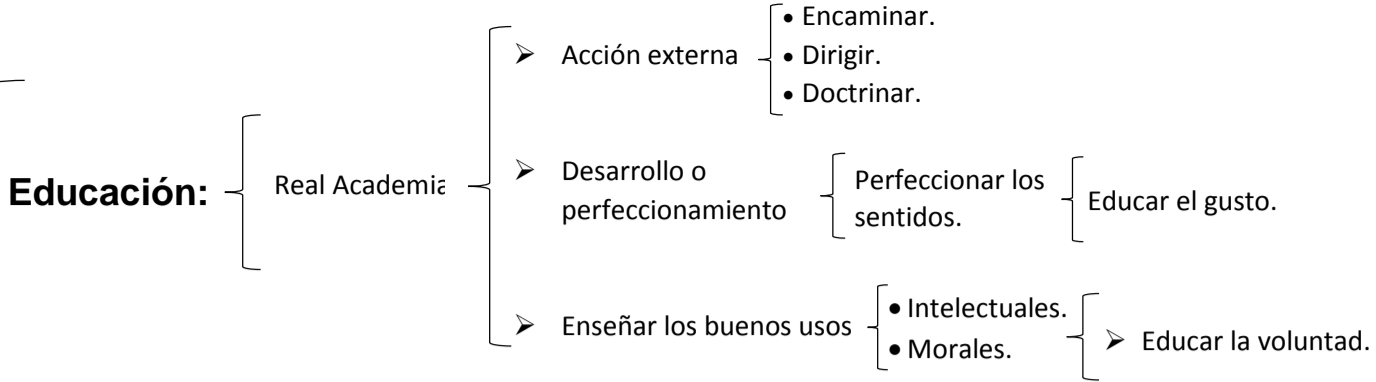 Educación:
Real Academia
➢ Acción externa
• Encaminar.
• Dirigir.
• Doctrinar.
➢ Desarrollo o
perfeccionamiento
Perfeccionar los
sentidos.
Educar el gusto.
➢ Enseñar los buenos usos
• Intelectuales.
• Morales.
➢ Educar la voluntad.